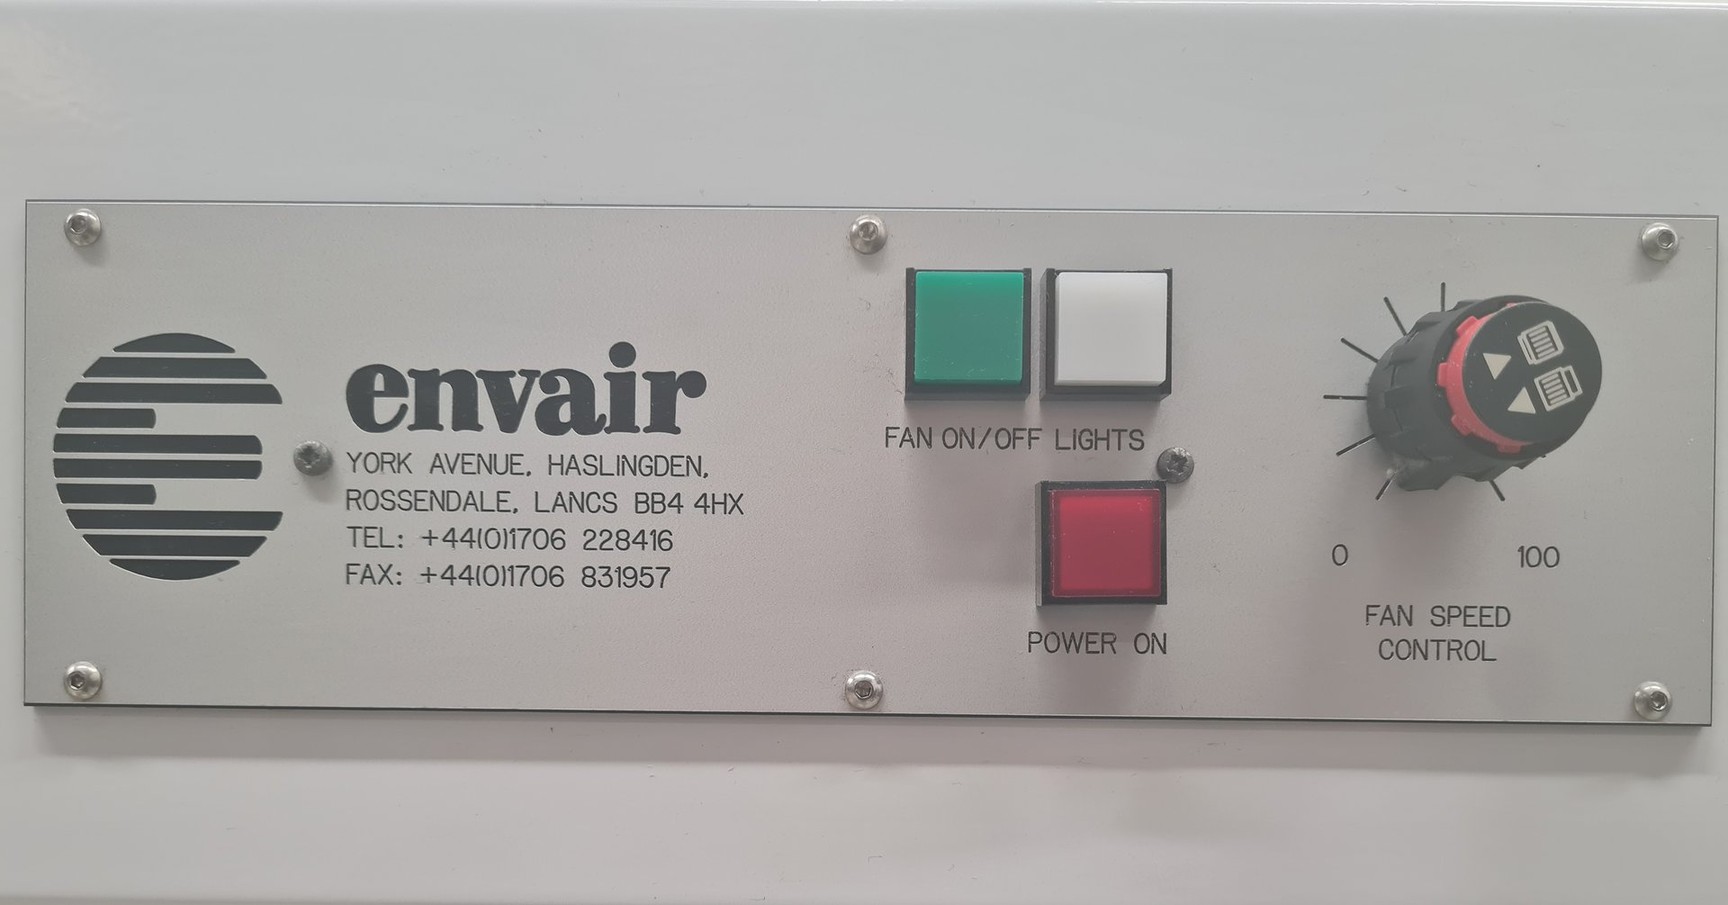 envair
YORK AVENUE, HASLINGDEN,
ROSSENDALE, LANCS BB4 4HX
TEL: +44(0)1706 228416
FAX: +44(0)1706 831957
FAN ON/OFF LIGHTS
POWER ON
0 100
FAN SPEED
CONTROL